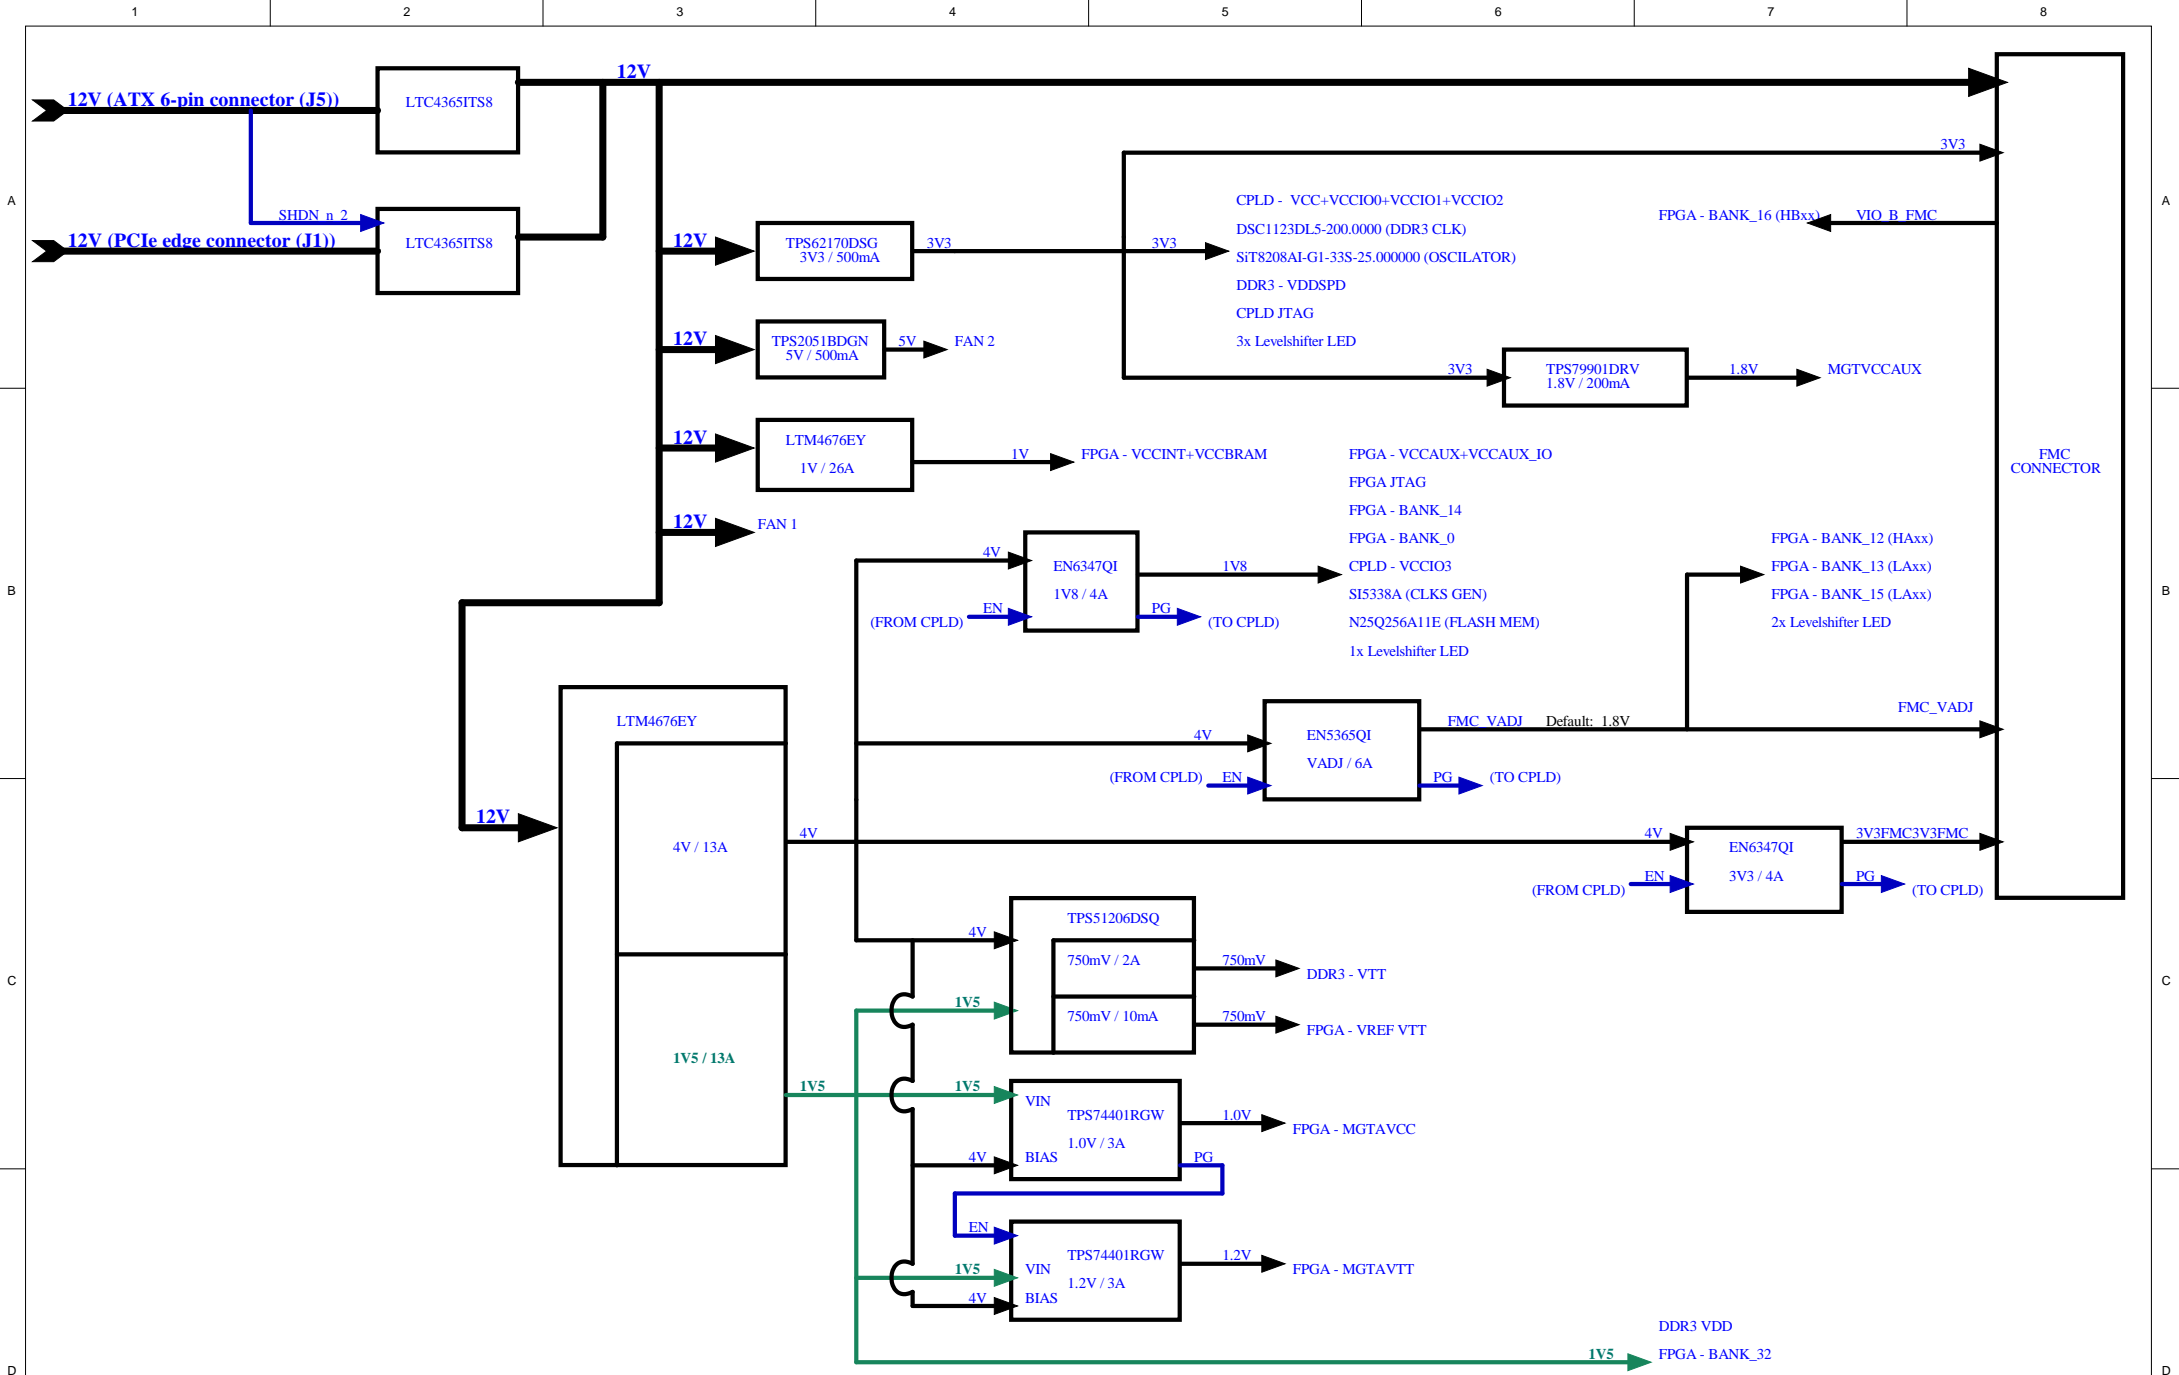 1 2 3 4 5 6 7 8
12V
12V (ATX 6-pin connector (J5))
LTC4365ITS8
3V3
A A
CPLD - VCC+VCCIO0+VCCIO1+VCCIO2
SHDN_n_2
FPGA - BANK_16 (HBxx)
VIO_B_FMC
DSC1123DL5-200.0000 (DDR3 CLK)
12V (PCIe edge connector (J1))
LTC4365ITS8
12V
TPS62170DSG
3V3 / 500mA
3V3
3V3
SiT8208AI-G1-33S-25.000000 (OSCILATOR)
DDR3 - VDDSPD
CPLD JTAG
3x Levelshifter LED
12V
TPS2051BDGN
5V / 500mA
5V
FAN 2
3V3
TPS79901DRV
1.8V / 200mA
1.8V
MGTVCCAUX
12V
LTM4676EY
1V / 26A
1V
FPGA - VCCINT+VCCBRAM
FPGA - VCCAUX+VCCAUX_IO
FPGA JTAG
FPGA - BANK_14
FPGA - BANK_0
CPLD - VCCIO3
SI5338A (CLKS GEN)
N25Q256A11E (FLASH MEM)
1x Levelshifter LED
FMC
CONNECTOR
12V
FAN 1
4V
EN6347QI
1V8 / 4A
1V8
(FROM CPLD)
EN
PG
(TO CPLD)
FPGA - BANK_12 (HAxx)
FPGA - BANK_13 (LAxx)
FPGA - BANK_15 (LAxx)
2x Levelshifter LED
B B
LTM4676EY
4V
EN5365QI
VADJ / 6A
FMC_VADJ
Default: 1.8V
FMC_VADJ
(FROM CPLD)
EN
PG
(TO CPLD)
12V
4V / 13A
4V
4V
EN6347QI
3V3 / 4A
3V3FMC3V3FMC
(FROM CPLD)
EN
PG
(TO CPLD)
4V
TPS51206DSQ
750mV / 2A
750mV
DDR3 - VTT
C C
1V5
750mV / 10mA
750mV
FPGA - VREF VTT
1V5 / 13A
1V5
1V5
VIN
TPS74401RGW
1.0V / 3A
1.0V
FPGA - MGTAVCC
4V
BIAS
PG
EN
TPS74401RGW
1.2V / 3A
1.2V
FPGA - MGTAVTT
1V5
VIN
4V
BIAS
DDR3 VDD
1V5
FPGA - BANK_32
D D